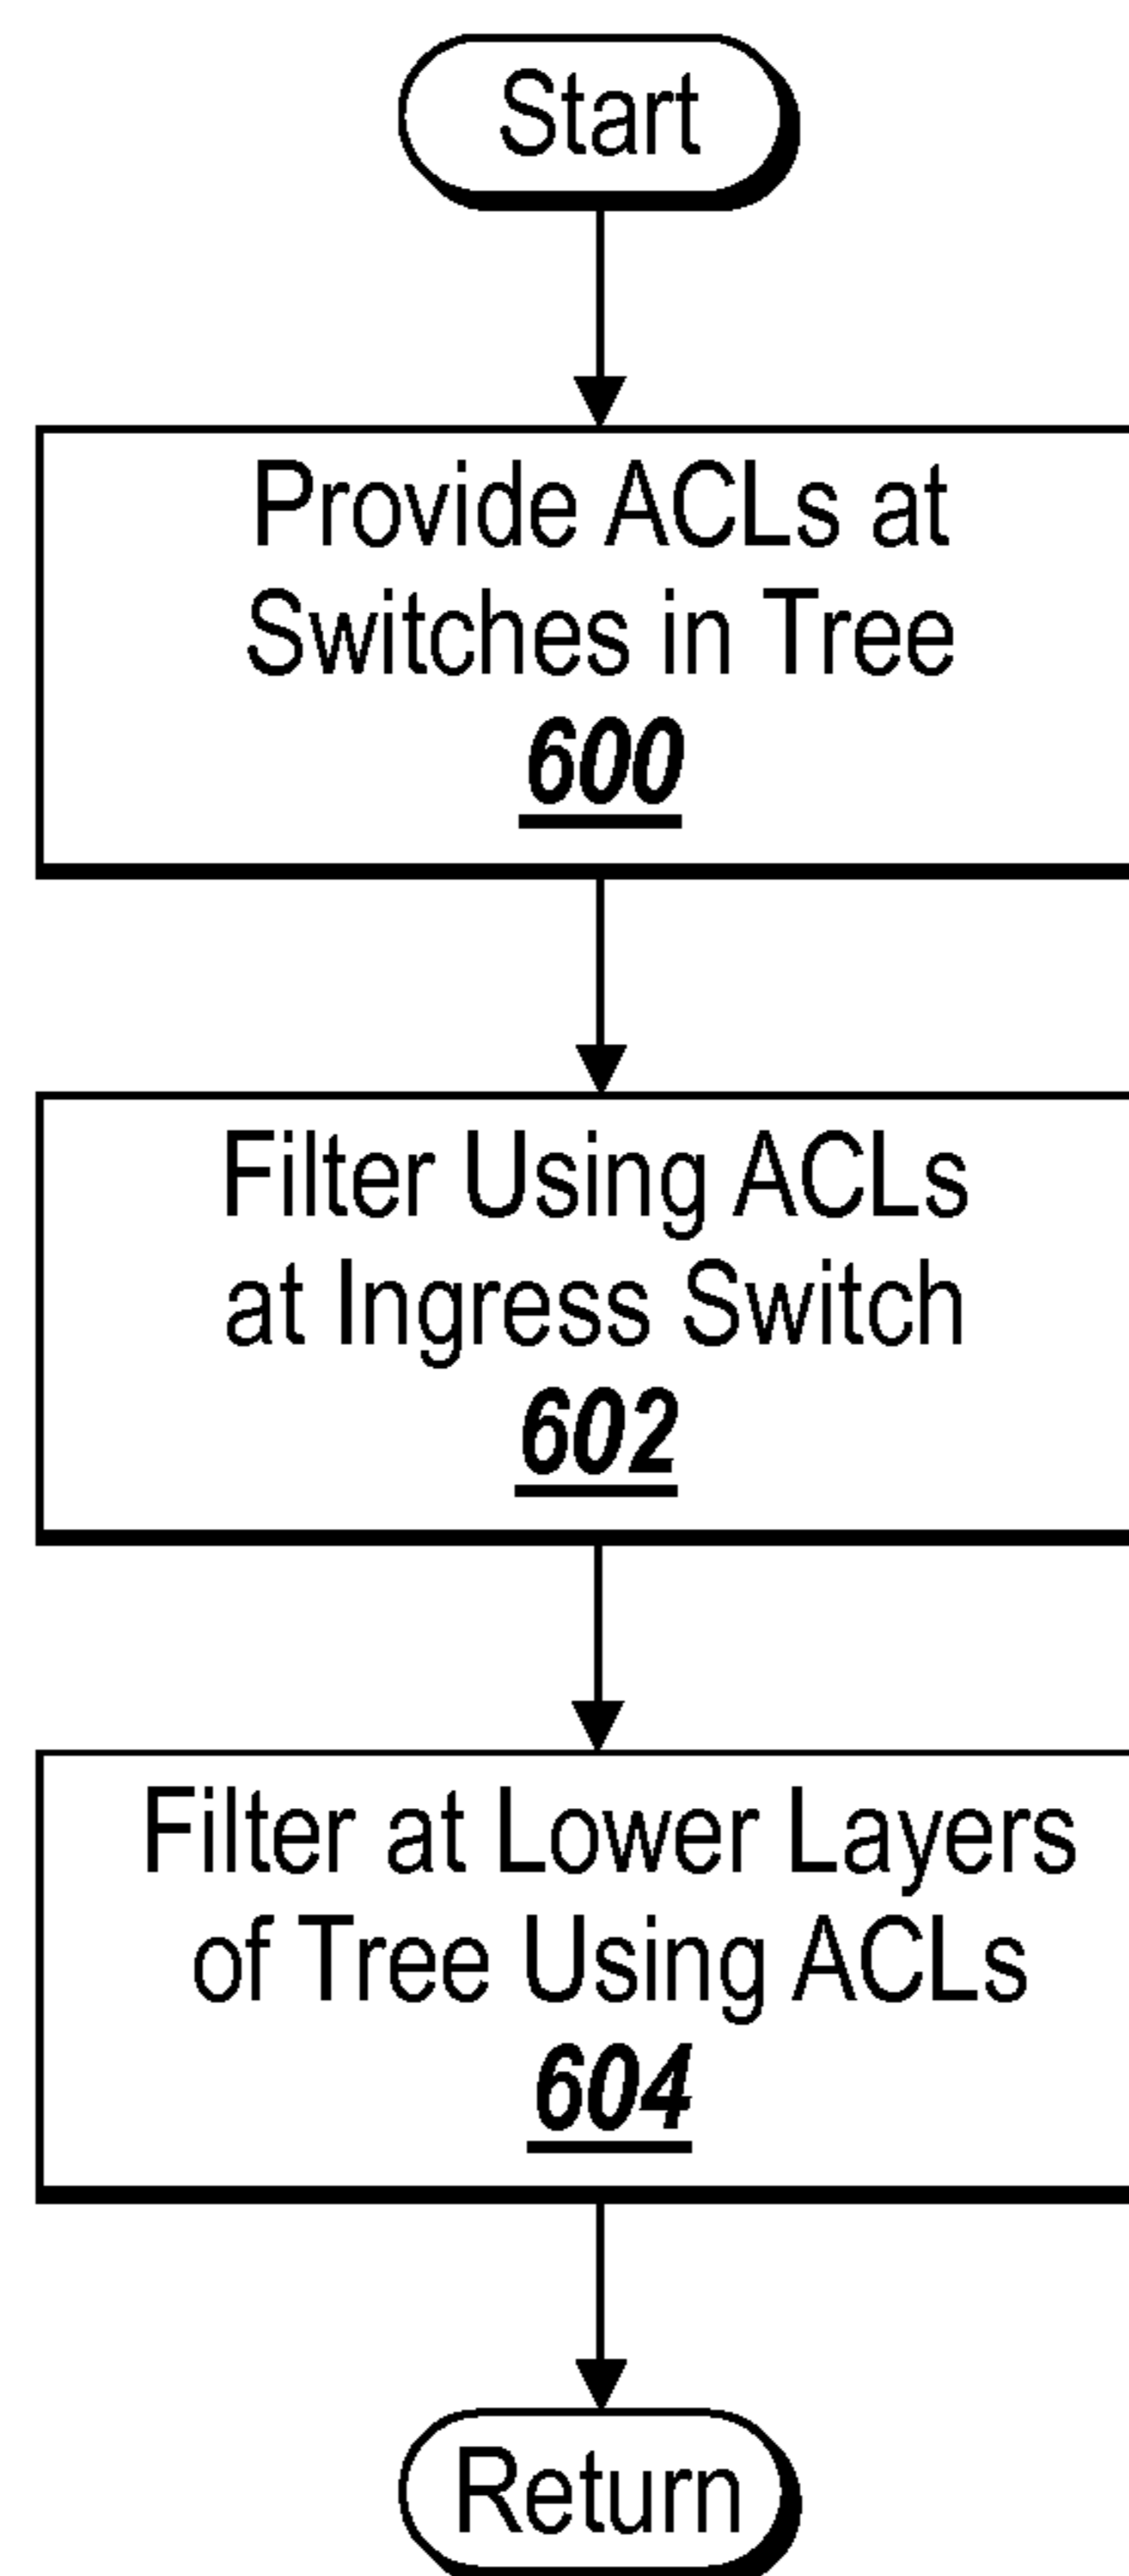 Start
Provide ACLs at
Switches in Tree
600
Filter Using ACLs
at Ingress Switch
602
Filter at Lower Layers
of Tree Using ACLs
604
Return